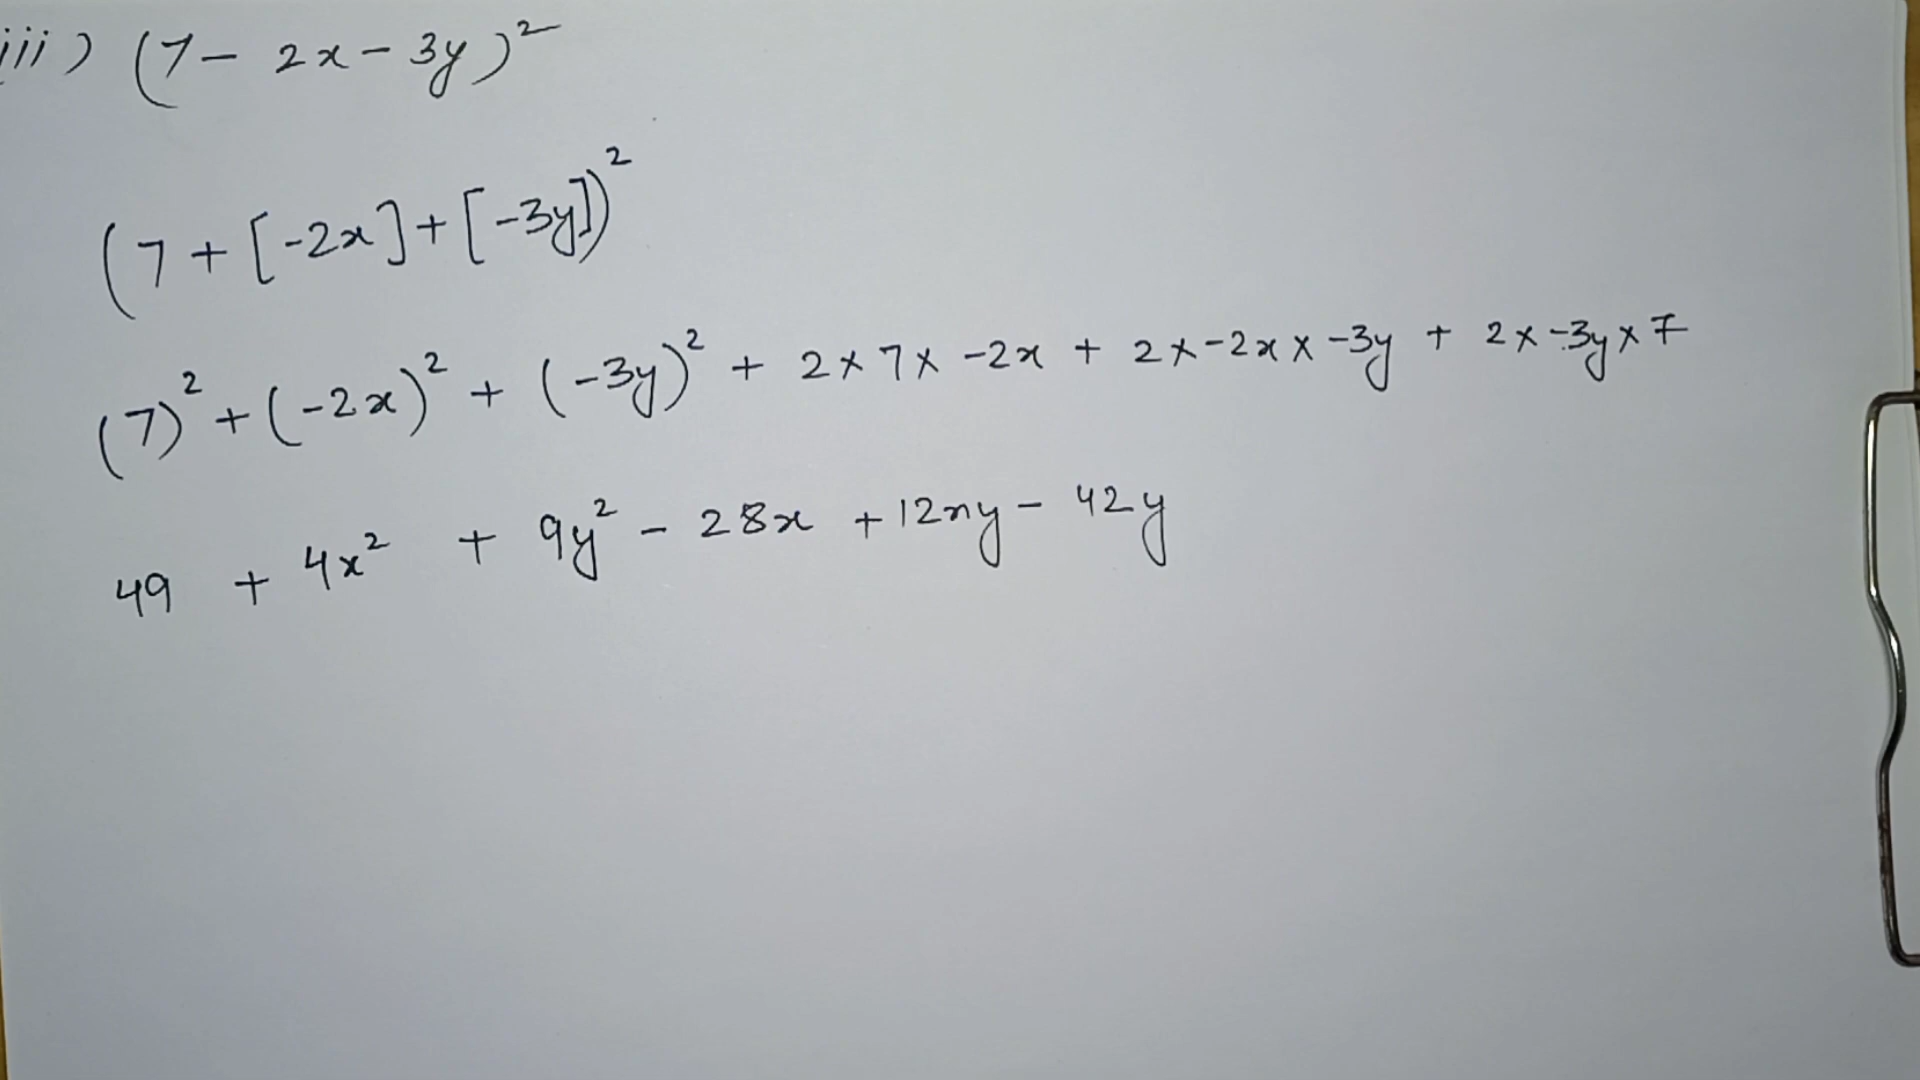 iii) (7 - 2x - 3y)²
(7 + [-2x] + [-3y])²
(7)² + (-2x)² + (-3y)² + 2 × 7 × -2x + 2 × -2x × -3y + 2 × -3y × 7
49 + 4x² + 9y² - 28x + 12xy - 42y